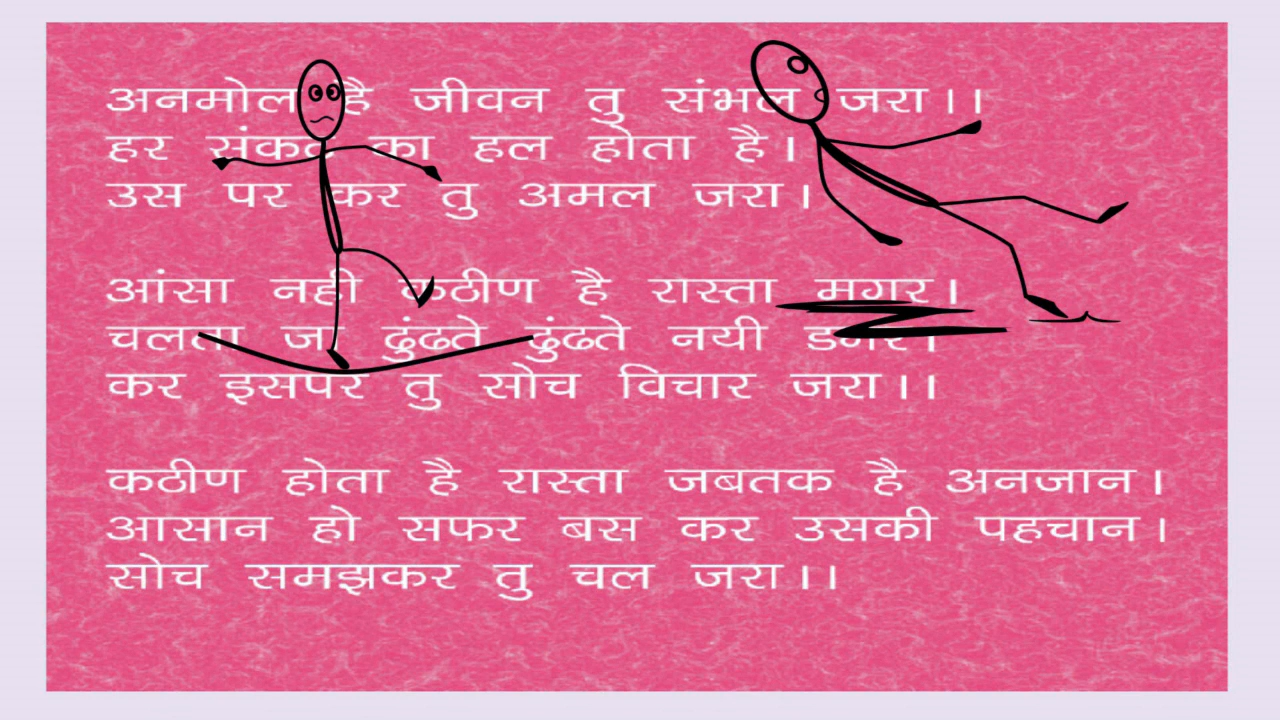 अनमोल है जीवन तु संभल जरा।।
हर संकट का हल होता है।
उस पर कर तु अमल जरा।
आंसा नही कठीण है रास्ता मगर।
चलता जा ढुंढते ढुंढते नयी डगर।
कर इसपर तु सोच विचार जरा।।
कठीण होता है रास्ता जबतक है अनजान।
आसान हो सफर बस कर उसकी पहचान।
सोच समझकर तु चल जरा।।